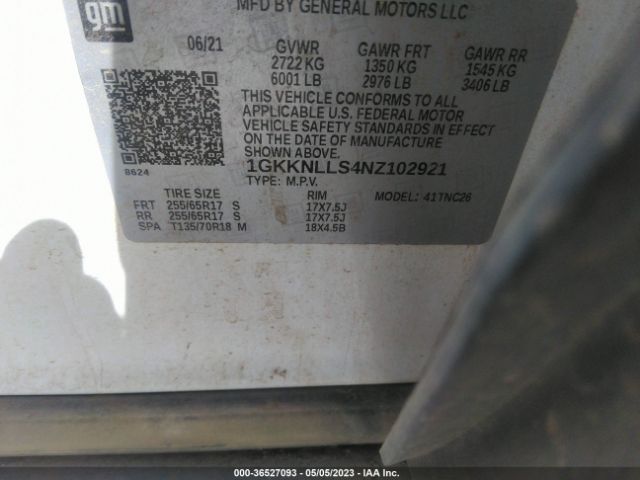 gm
MFD BY GENERAL MOTORS LLC
06/21 GVWR GAWR FRT GAWR RR
2722 KG 1350 KG 1545 KG
6001 LB 2976 LB 3406 LB
THIS VEHICLE CONFORMS TO ALL
APPLICABLE U.S. FEDERAL MOTOR
VEHICLE SAFETY STANDARDS IN EFFECT
ON THE DATE OF MANUFACTURE
SHOWN ABOVE.
8624
1GKKNLLS4NZ102921
TYPE: M.P.V. MODEL: 41TNC26
TIRE SIZE RIM
FRT 255/65R17 S 17X7.5J
RR 255/65R17 S 17X7.5J
SPA T135/70R18 M 18X4.5B
000-36527093 - 05/05/2023 - IAA Inc.